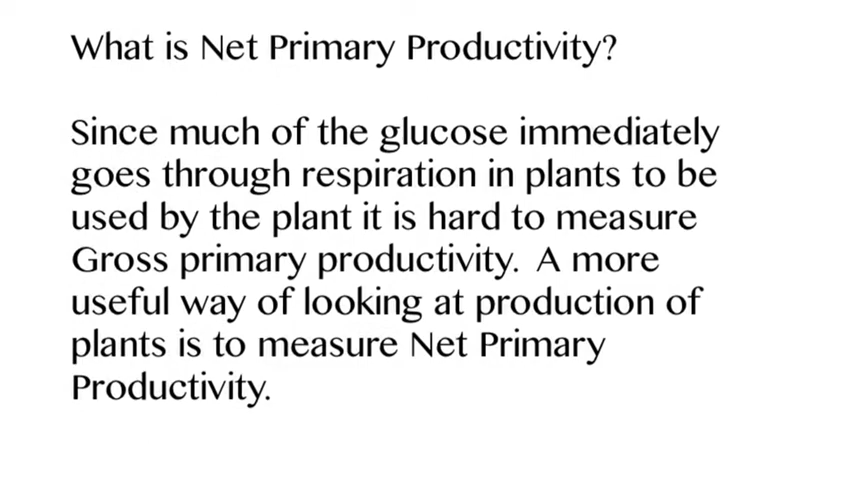 What is Net Primary Productivity?
Since much of the glucose immediately
goes through respiration in plants to be
used by the plant it is hard to measure
Gross primary productivity. A more
useful way of looking at production of
plants is to measure Net Primary
Productivity.